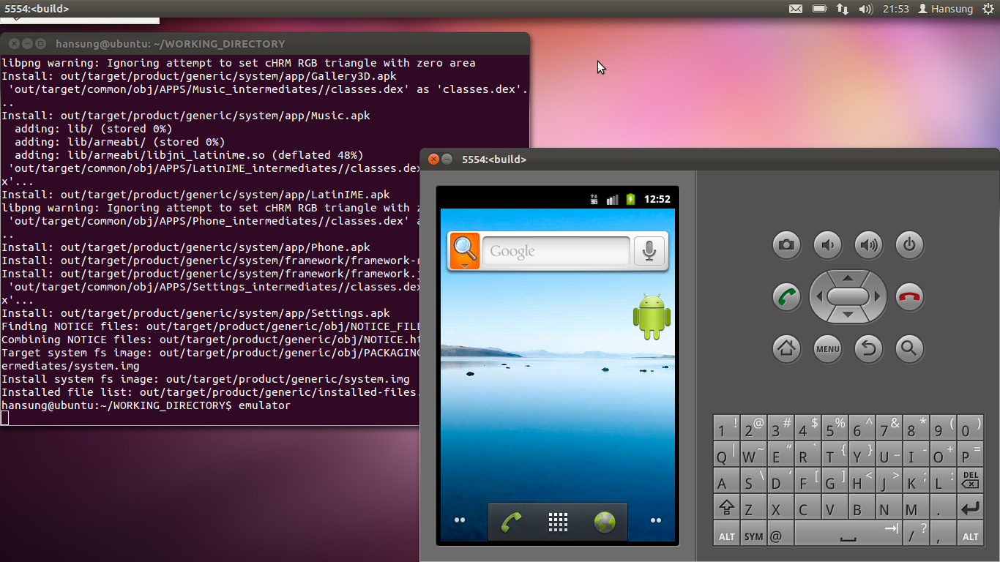 5554:<build>
21:53
Hansung
hansung@ubuntu: ~/WORKING_DIRECTORY
libpng warning: Ignoring attempt to set cHRM RGB triangle with zero area
Install: out/target/product/generic/system/app/Gallery3D.apk
'out/target/common/obj/APPS/Music_intermediates//classes.dex' as 'classes.dex'.
..
Install: out/target/product/generic/system/app/Music.apk
adding: lib/ (stored 0%)
adding: lib/armeabi/ (stored 0%)
adding: lib/armeabi/libjni_latinime.so (deflated 48%)
'out/target/common/obj/APPS/LatinIME_intermediates//classes.dex
x'...
Install: out/target/product/generic/system/app/LatinIME.apk
libpng warning: Ignoring attempt to set cHRM RGB triangle with z
'out/target/common/obj/APPS/Phone_intermediates//classes.dex' a
..
Install: out/target/product/generic/system/app/Phone.apk
Install: out/target/product/generic/system/framework/framework-r
Install: out/target/product/generic/system/framework/framework.j
'out/target/common/obj/APPS/Settings_intermediates//classes.dex
x'...
Install: out/target/product/generic/system/app/Settings.apk
Finding NOTICE files: out/target/product/generic/obj/NOTICE_FILE
Combining NOTICE files: out/target/product/generic/obj/NOTICE.ht
Target system fs image: out/target/product/generic/obj/PACKAGING
ermediates/system.img
Install system fs image: out/target/product/generic/system.img
Installed file list: out/target/product/generic/installed-files.
hansung@ubuntu:~/WORKING_DIRECTORY$ emulator
5554:<build>
3G
12:52
Google
MENU
1 ! 2 @ 3 # 4 $ 5 % 6 ^ 7 & 8 * 9 ( 0 )
Q | W ~ E " R ` T { Y } U _ I - O + P =
A S \ D ' F [ G ] H < J > K ; L : DEL
Z X C V B N M .
ALT SYM @ / ? , ALT